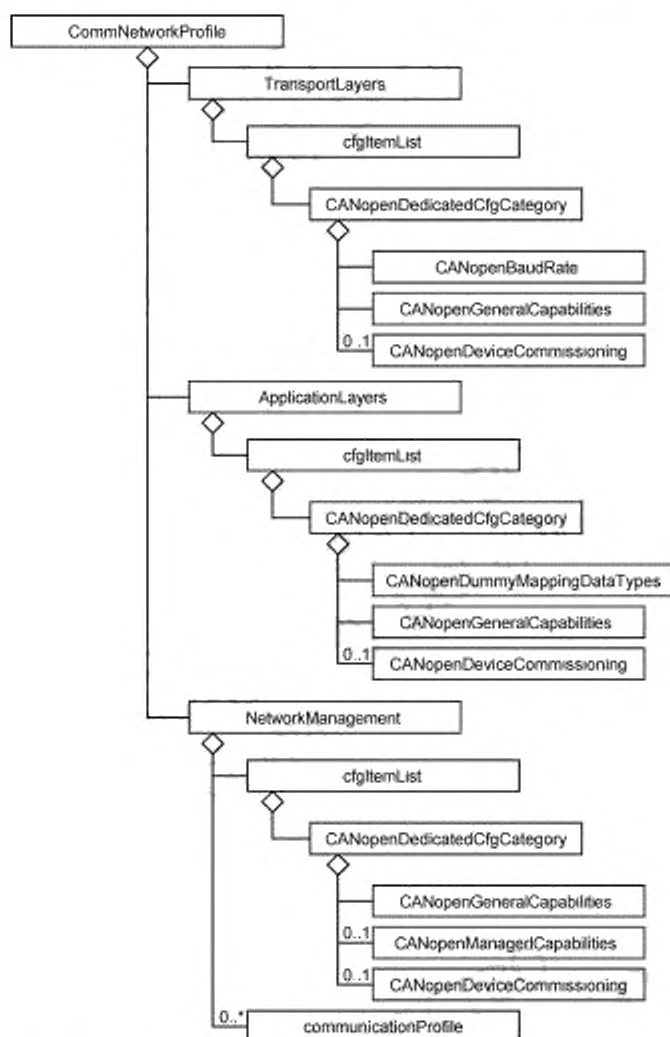 CommNetworkProfile
TransportLayers
cfgItemList
CANopenDedicatedCfgCategory
CANopenBaudRate
CANopenGeneralCapabilities
0 ..1
CANopenDeviceCommissioning
ApplicationLayers
cfgItemList
CANopenDedicatedCfgCategory
CANopenDummyMappingDataTypes
CANopenGeneralCapabilities
0..1
CANopenDeviceCommissioning
NetworkManagement
cfgItemList
CANopenDedicatedCfgCategory
CANopenGeneralCapabilities
0..1
CANopenManagerlCapabilities
0..1
CANopenDeviceCommissioning
0..*
communicationProfile